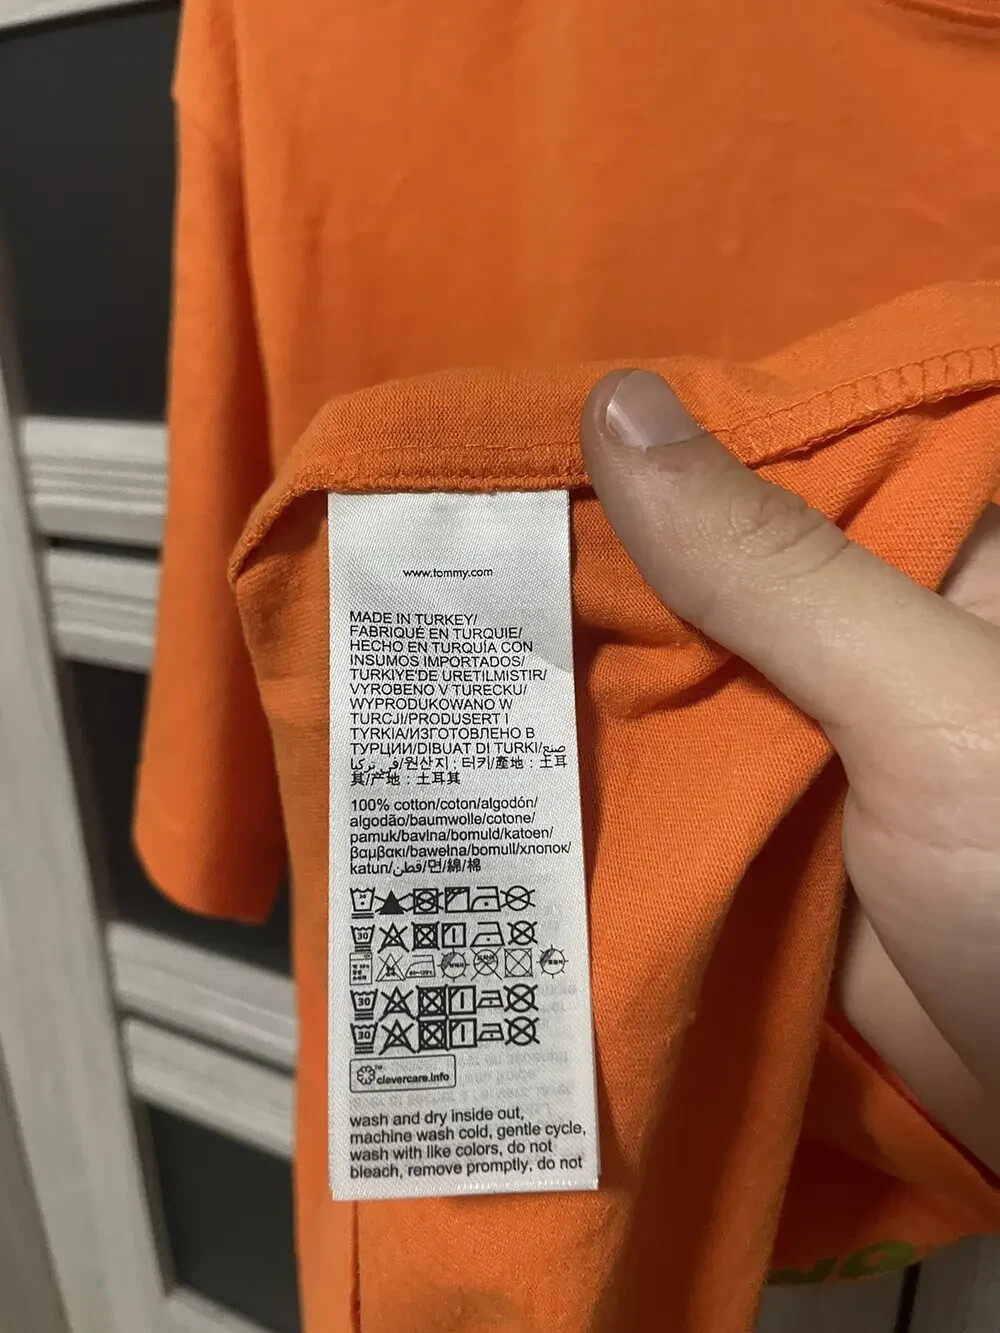 www.tommy.com
MADE IN TURKEY/
FABRIQUÉ EN TURQUIE/
HECHO EN TURQUÍA CON
INSUMOS IMPORTADOS/
TURKIYE'DE URETILMISTIR/
VYROBENO V TURECKU/
WYPRODUKOWANO W
TURCJI/PRODUSERT I
TYRKIA/ИЗГОТОВЛЕНО В
ТУРЦИИ/DIBUAT DI TURKI/صنع
في تركيا/원산지 : 터키/產地 : 土耳
其/产地 : 土耳其
100% cotton/coton/algodón/
algodão/baumwolle/cotone/
pamuk/bavlna/bomuld/katoen/
βαμβακι/bawełna/bomull/хлопок/
katun/قطن/면/綿/棉
30
30
30
clevercare.info
wash and dry inside out,
machine wash cold, gentle cycle,
wash with like colors, do not
bleach, remove promptly, do not